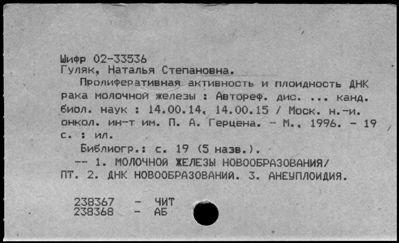 Шифр 02-33536
Гуляк, Наталья Степановна.
Пролиферативная активность и плоидность ДНК
рака молочной железы : Автореф. дис. ... канд.
биол. наук : 14.00.14, 14.00.15 / Моск. н.-и.
онкол. ин-т им. П. А. Герцена. - М., 1996. - 19
с. : ил.
Библиогр.: с. 19 (5 назв.).
-- 1. МОЛОЧНОЙ ЖЕЛЕЗЫ НОВООБРАЗОВАНИЯ/
ПТ. 2. ДНК НОВООБРАЗОВАНИЙ. 3. АНЕУПЛОИДИЯ.
238367 - ЧИТ
238368 - АБ